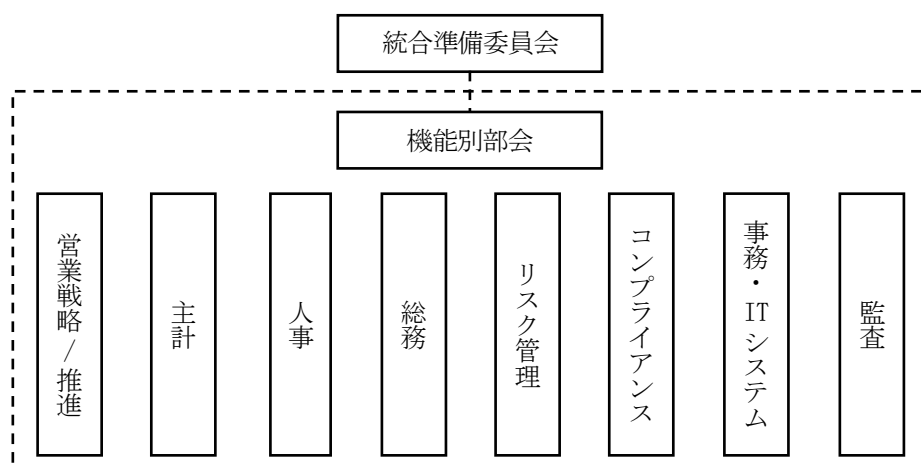 統合準備委員会
機能別部会
営業戦略/推進
主計
人事
総務
リスク管理
コンプライアンス
事務・ITシステム
監査